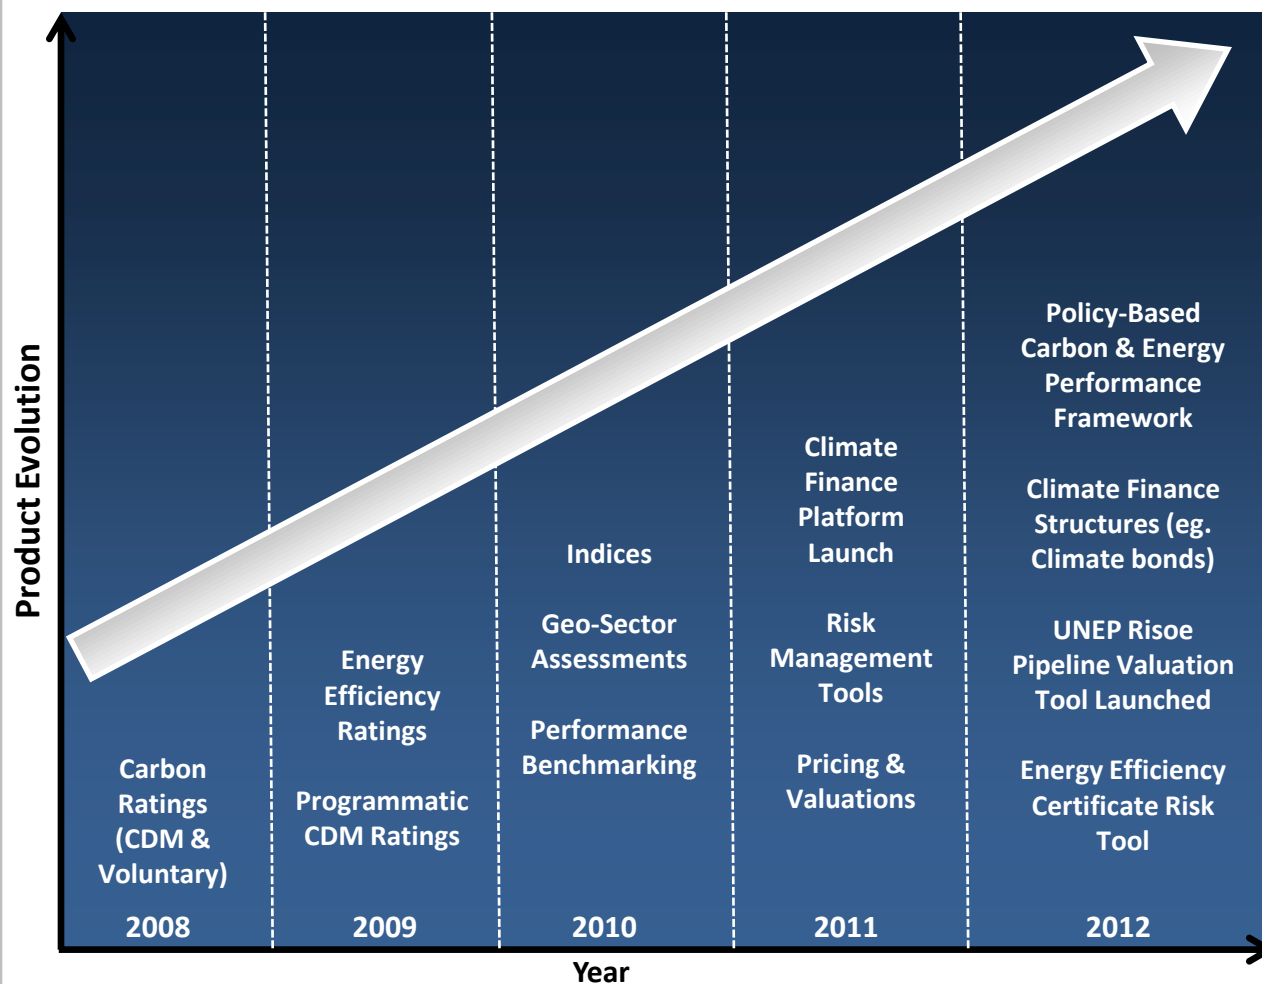 Product Evolution
Carbon
Ratings
(CDM &
Voluntary)
2008
Energy
Efficiency
Ratings
Programmatic
CDM Ratings
2009
Indices
Geo-Sector
Assessments
Performance
Benchmarking
2010
Climate
Finance
Platform
Launch
Risk
Management
Tools
Pricing &
Valuations
2011
Policy-Based
Carbon & Energy
Performance
Framework
Climate Finance
Structures (eg.
Climate bonds)
UNEP Risoe
Pipeline Valuation
Tool Launched
Energy Efficiency
Certificate Risk
Tool
2012
Year